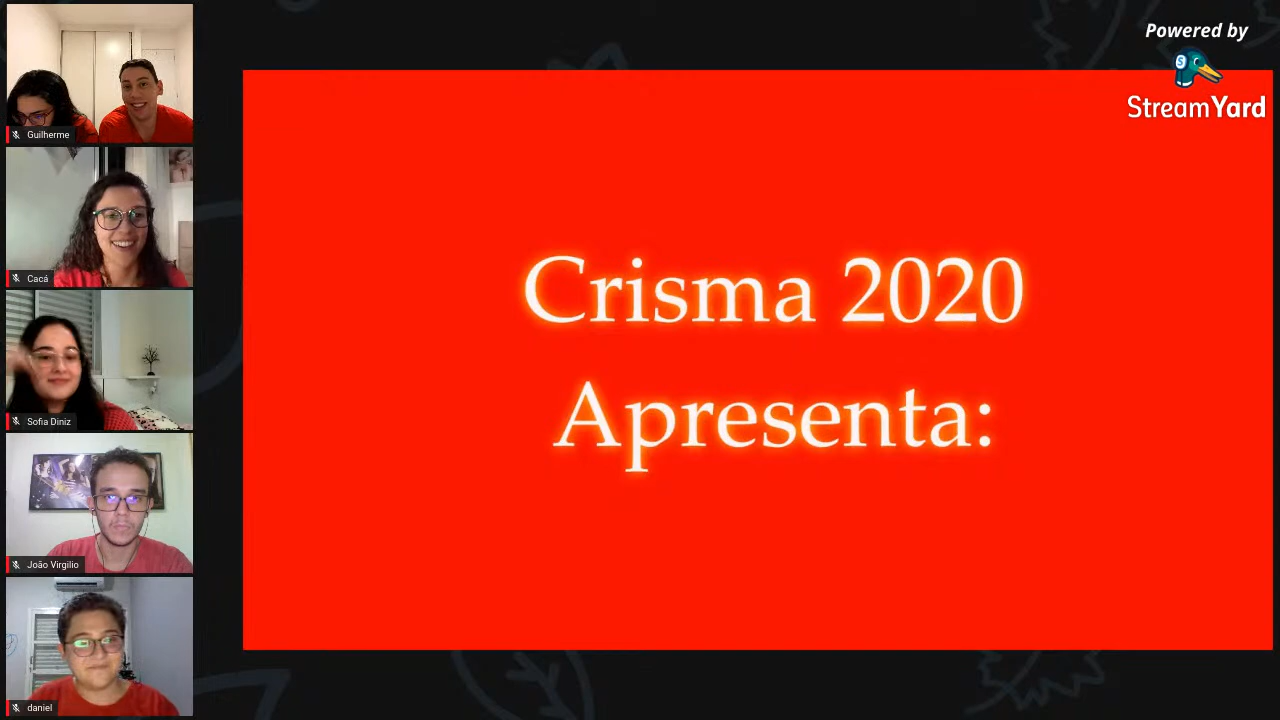 Guilherme
Cacá
Sofia Diniz
João Virgilio
daniel
Crisma 2020
Apresenta:
Powered by
S
StreamYard